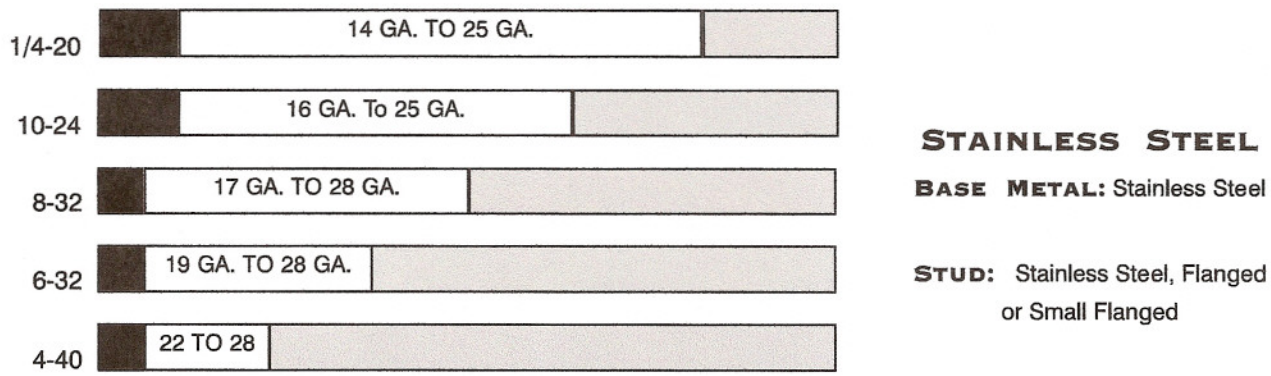 1/4-20 14 GA. TO 25 GA.
10-24 16 GA. To 25 GA.
8-32 17 GA. TO 28 GA.
6-32 19 GA. TO 28 GA.
4-40 22 TO 28
STAINLESS STEEL
BASE METAL: Stainless Steel
STUD: Stainless Steel, Flanged
or Small Flanged